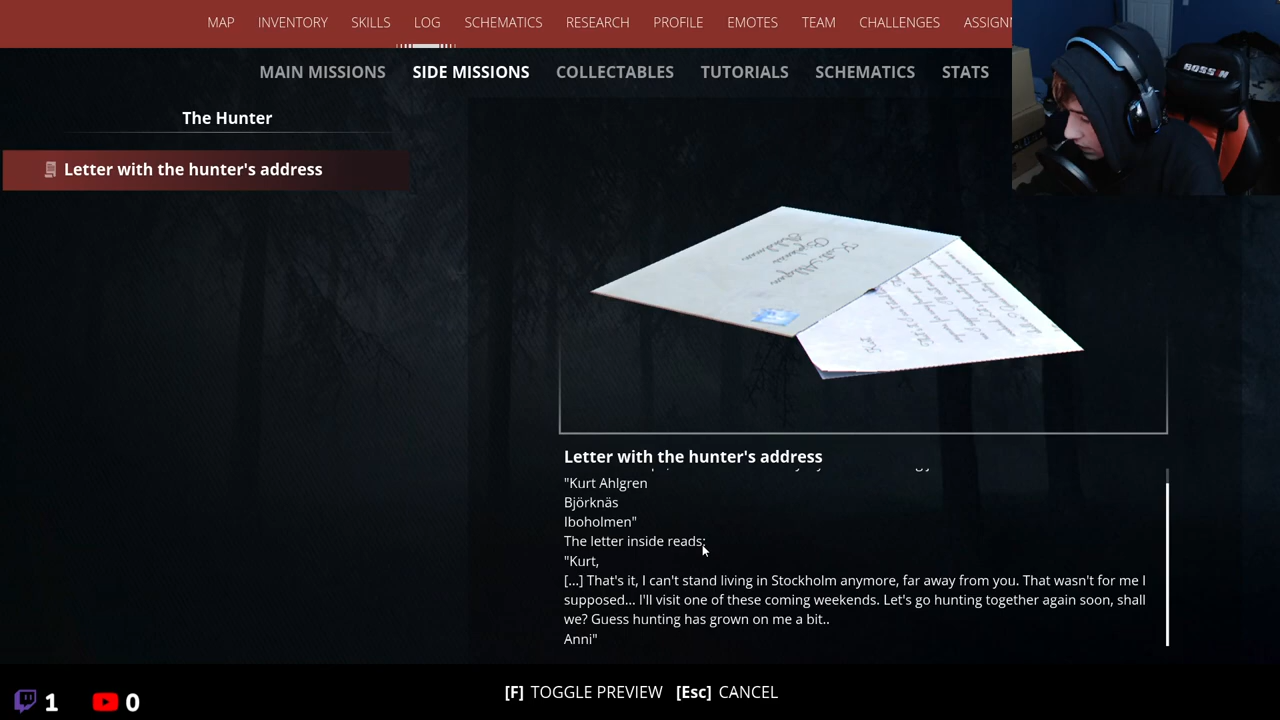 MAP INVENTORY SKILLS LOG SCHEMATICS RESEARCH PROFILE EMOTES TEAM CHALLENGES
MAIN MISSIONS SIDE MISSIONS COLLECTABLES TUTORIALS SCHEMATICS STATS
The Hunter
Letter with the hunter's address
Letter with the hunter's address
"Kurt Ahlgren
Björknäs
Iboholmen"
The letter inside reads:
"Kurt,
[...] That's it, I can't stand living in Stockholm anymore, far away from you. That wasn't for me I
supposed... I'll visit one of these coming weekends. Let's go hunting together again soon, shall
we? Guess hunting has grown on me a bit..
Anni"
[F] TOGGLE PREVIEW [Esc] CANCEL
1 0